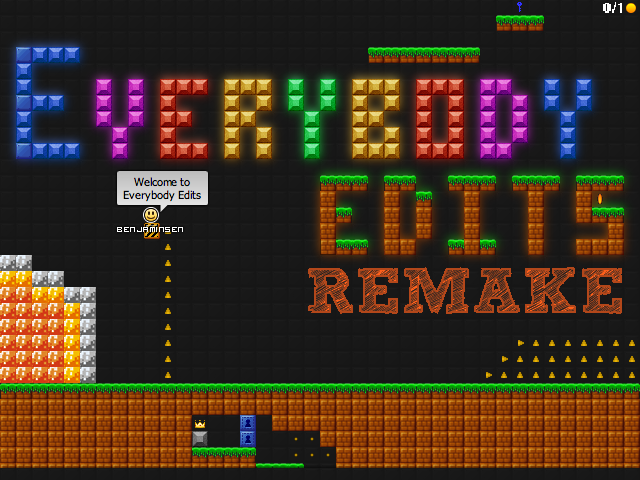 0/1
EVERYBODY
EDITS
REMAKE
Welcome to
Everybody Edits
BENJAMINSEN